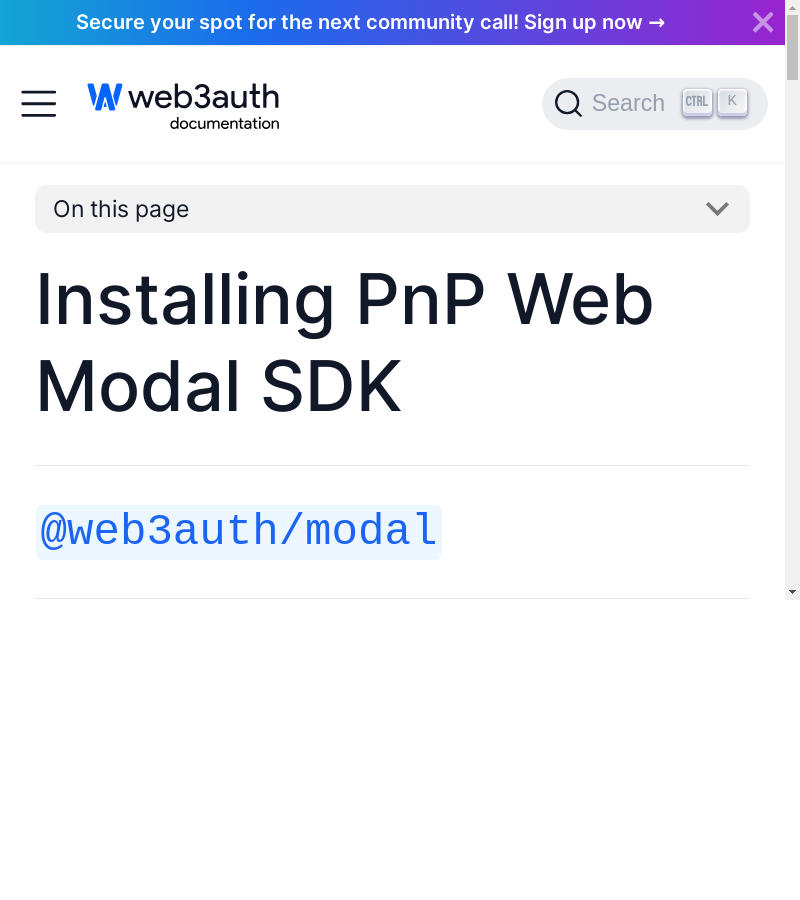 Secure your spot for the next community call! Sign up now →
web3auth
documentation
Search CTRL K
On this page
Installing PnP Web
Modal SDK
@web3auth/modal